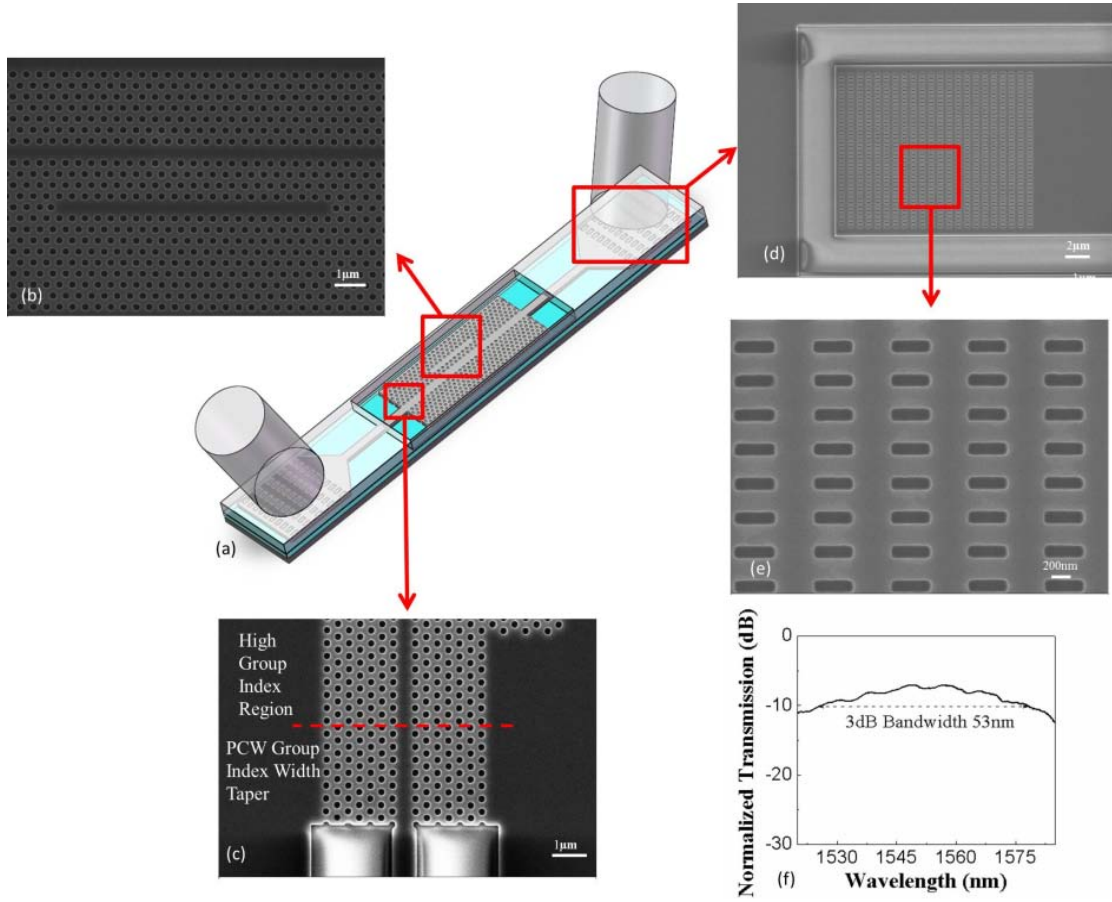 (b)
1µm
(a)
(d)
2µm
1µm
(e)
200nm
High
Group
Index
Region
PCW Group
Index Width
Taper
(c)
1µm
Normalized Transmission (dB)
0
-10
-20
-30
3dB Bandwidth 53nm
1530
1545
1560
1575
(f)
Wavelength (nm)